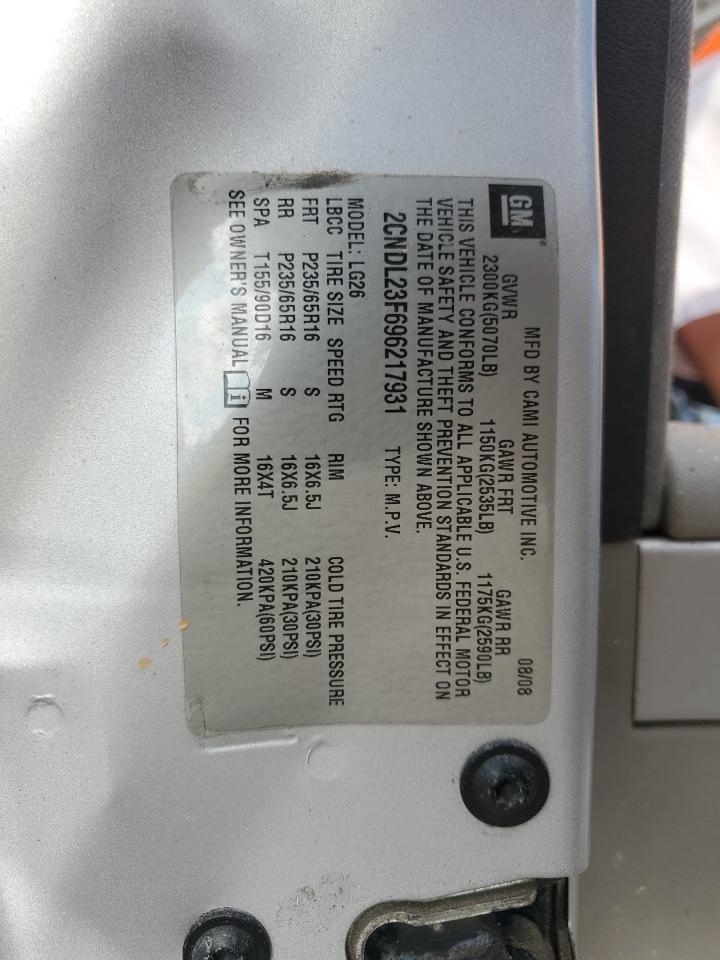 GM
MFD BY CAMI AUTOMOTIVE INC. 08/08
GVWR GAWR FRT GAWR RR
2300KG(5070LB) 1150KG(2535LB) 1175KG(2590LB)
THIS VEHICLE CONFORMS TO ALL APPLICABLE U.S. FEDERAL MOTOR
VEHICLE SAFETY AND THEFT PREVENTION STANDARDS IN EFFECT ON
THE DATE OF MANUFACTURE SHOWN ABOVE.
2CNDL23F696217931 TYPE: M.P.V.
MODEL: LG26
LBCC TIRE SIZE SPEED RTG RIM COLD TIRE PRESSURE
FRT P235/65R16 S 16X6.5J 210KPA(30PSI)
RR P235/65R16 S 16X6.5J 210KPA(30PSI)
SPA T155/90D16 M 16X4T 420KPA(60PSI)
SEE OWNER'S MANUAL i FOR MORE INFORMATION.